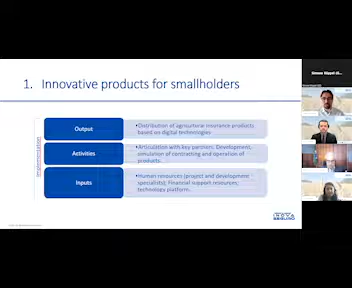 Simon Köppel
1. Innovative products for smallholders
Implementation
Output
•Distribution of agricultural insurance products
based on digital technologies
Activities
•Articulation with key partners. Development,
simulation of contracting and operation of
products.
Inputs
•Human resources (project and development
specialists); Financial support resources;
technology platform.